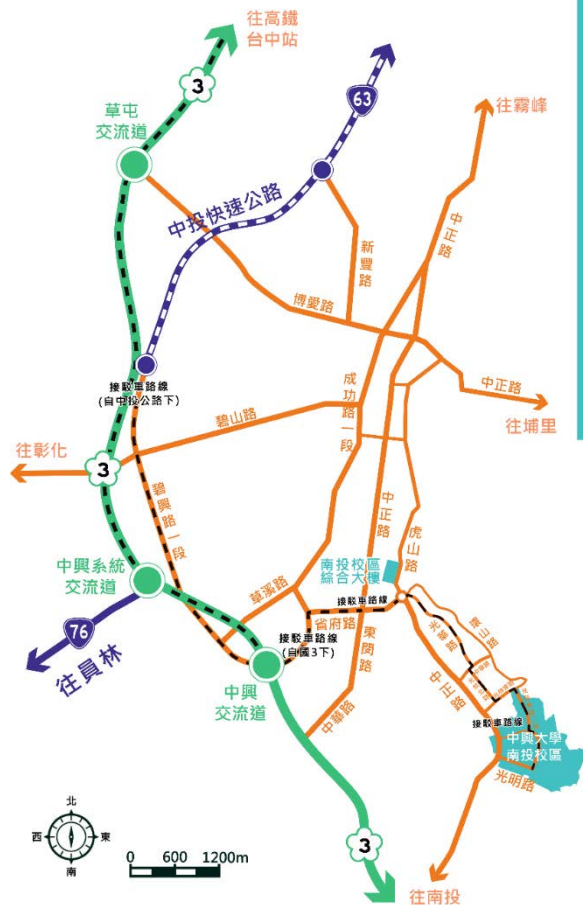 往高鐵
台中站
3
63
草屯
交流道
往霧峰
中投快速公路
中正路
新豐路
博愛路
接駁車路線
(自中投公路下)
成功路一段
中正路
往埔里
碧山路
往彰化
3
碧興路一段
中正路
虎山路
中興系統
交流道
南投校區
綜合大樓
草溪路
接駁車路線
省府路
76
往員林
接駁車路線
(自國3下)
東閔路
光華路
環山路
中興
交流道
中正路
中華路
接駁車路線
中興大學
南投校區
光明路
北
西
東
南
0 600 1200m
3
往南投